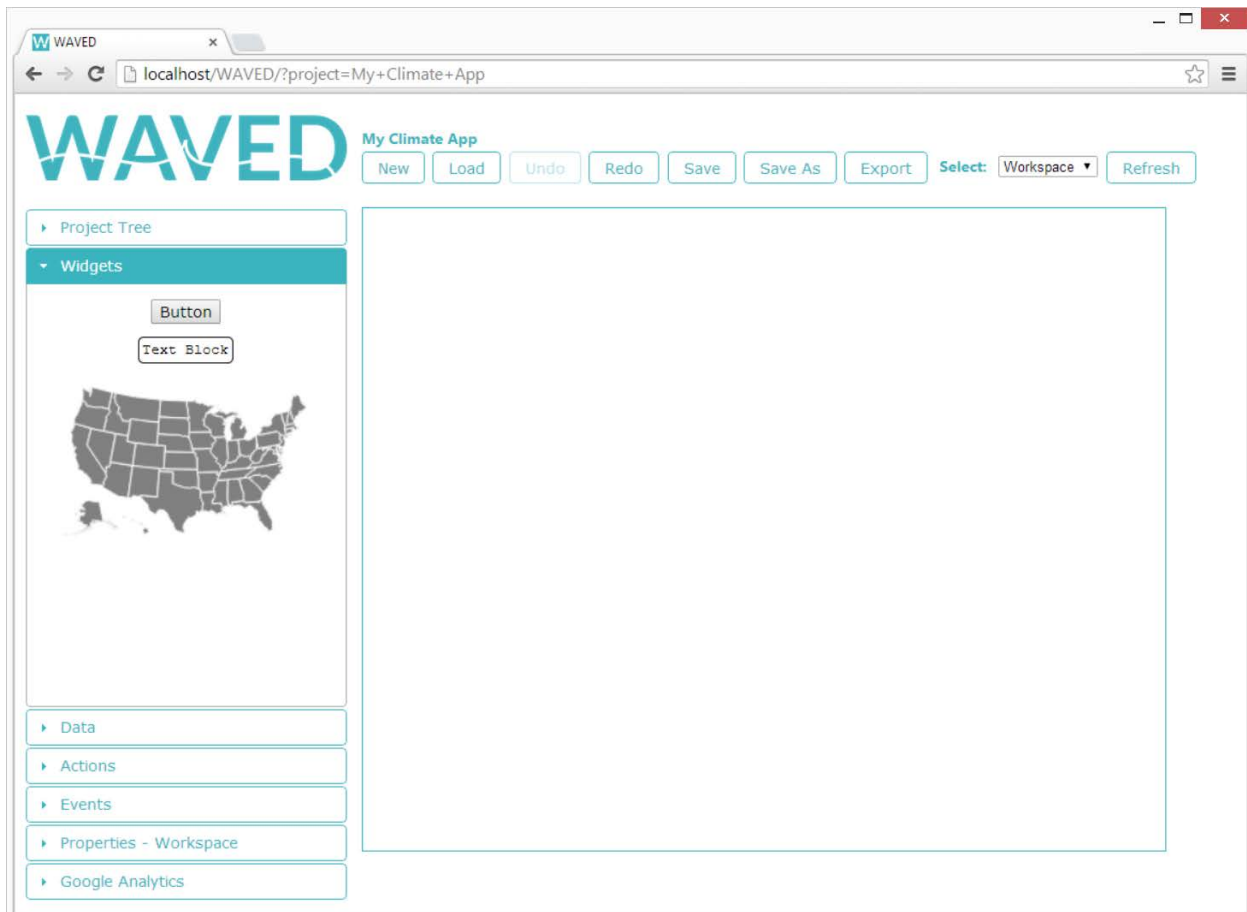 W WAVED
localhost/WAVED/?project=My+Climate+App
WAVED
My Climate App
New Load Undo Redo Save Save As Export Select: Workspace Refresh
Project Tree
Widgets
Button
Text Block
Data
Actions
Events
Properties - Workspace
Google Analytics